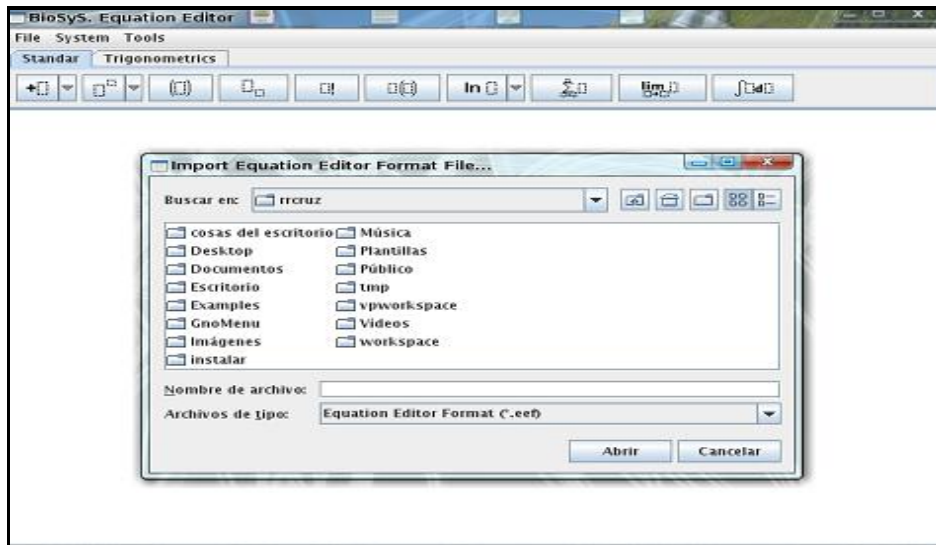 BioSyS. Equation Editor
File System Tools
Standar Trigonometrics
+ () ! () ln Σ lim ∫ d
Import Equation Editor Format File...
Buscar en: rrcruz
cosas del escritorio Música
Desktop Plantillas
Documentos Público
Escritorio tmp
Examples vpworkspace
GnoMenu Vídeos
Imágenes workspace
instalar
Nombre de archivo:
Archivos de tipo: Equation Editor Format (*.eef)
Abrir Cancelar